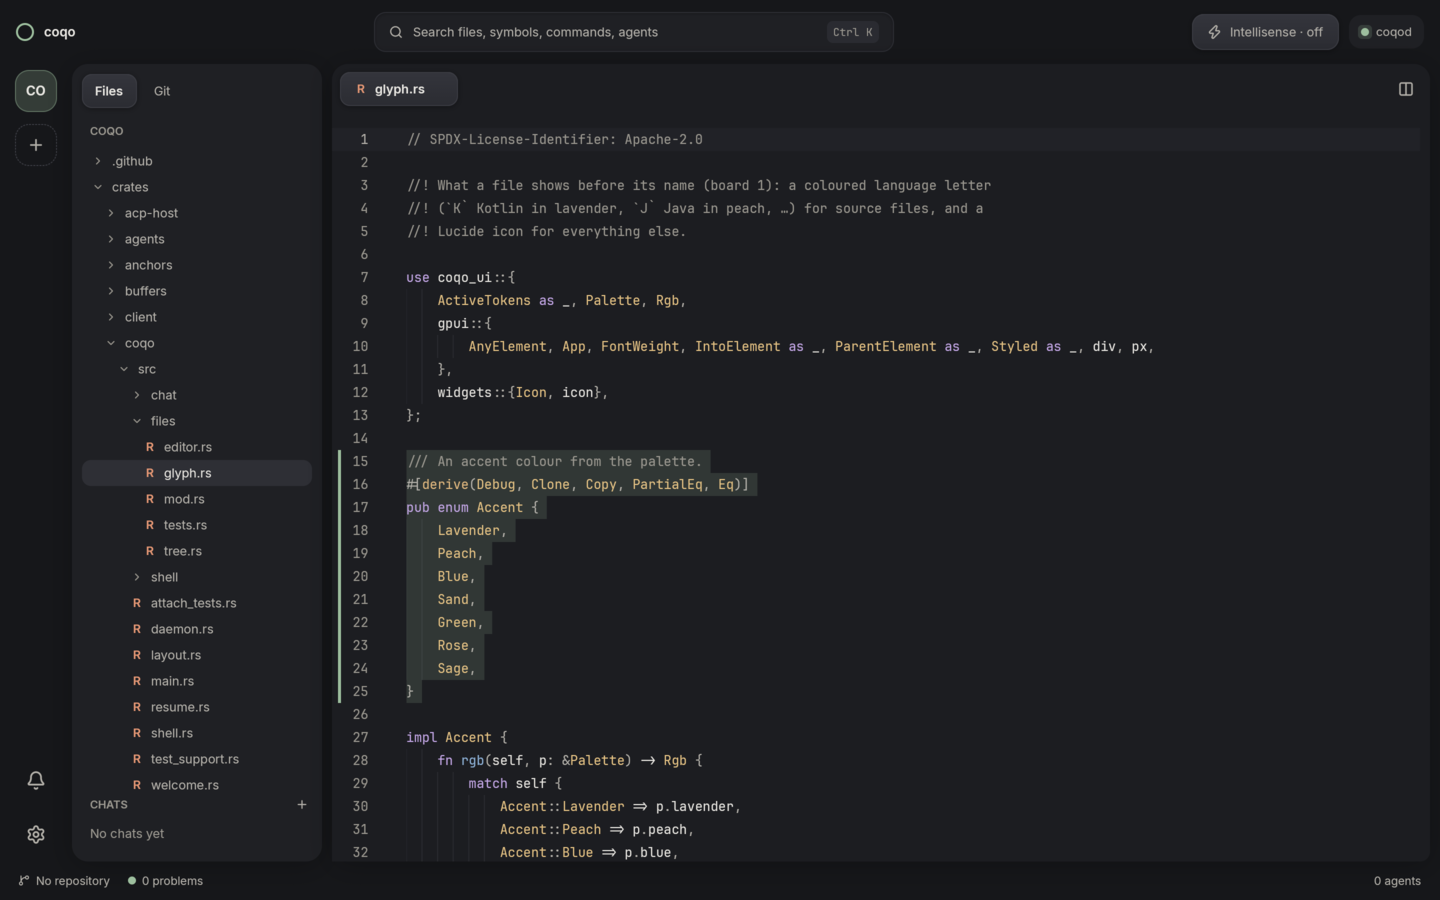 coqo
Search files, symbols, commands, agents
Ctrl K
Intellisense · off
coqod
CO
Files
Git
COQO
.github
crates
acp-host
agents
anchors
buffers
client
coqo
src
chat
files
R editor.rs
R glyph.rs
R mod.rs
R tests.rs
R tree.rs
shell
R attach_tests.rs
R daemon.rs
R layout.rs
R main.rs
R resume.rs
R shell.rs
R test_support.rs
R welcome.rs
CHATS
No chats yet
R glyph.rs
1 // SPDX-License-Identifier: Apache-2.0
2
3 //! What a file shows before its name (board 1): a coloured language letter
4 //! (`K` Kotlin in lavender, `J` Java in peach, …) for source files, and a
5 //! Lucide icon for everything else.
6
7 use coqo_ui::{
8 ActiveTokens as _, Palette, Rgb,
9 gpui::{
10 AnyElement, App, FontWeight, IntoElement as _, ParentElement as _, Styled as _, div, px,
11 },
12 widgets::{Icon, icon},
13 };
14
15 /// An accent colour from the palette.
16 #[derive(Debug, Clone, Copy, PartialEq, Eq)]
17 pub enum Accent {
18 Lavender,
19 Peach,
20 Blue,
21 Sand,
22 Green,
23 Rose,
24 Sage,
25 }
26
27 impl Accent {
28 fn rgb(self, p: &Palette) -> Rgb {
29 match self {
30 Accent::Lavender => p.lavender,
31 Accent::Peach => p.peach,
32 Accent::Blue => p.blue,
No repository
0 problems
0 agents